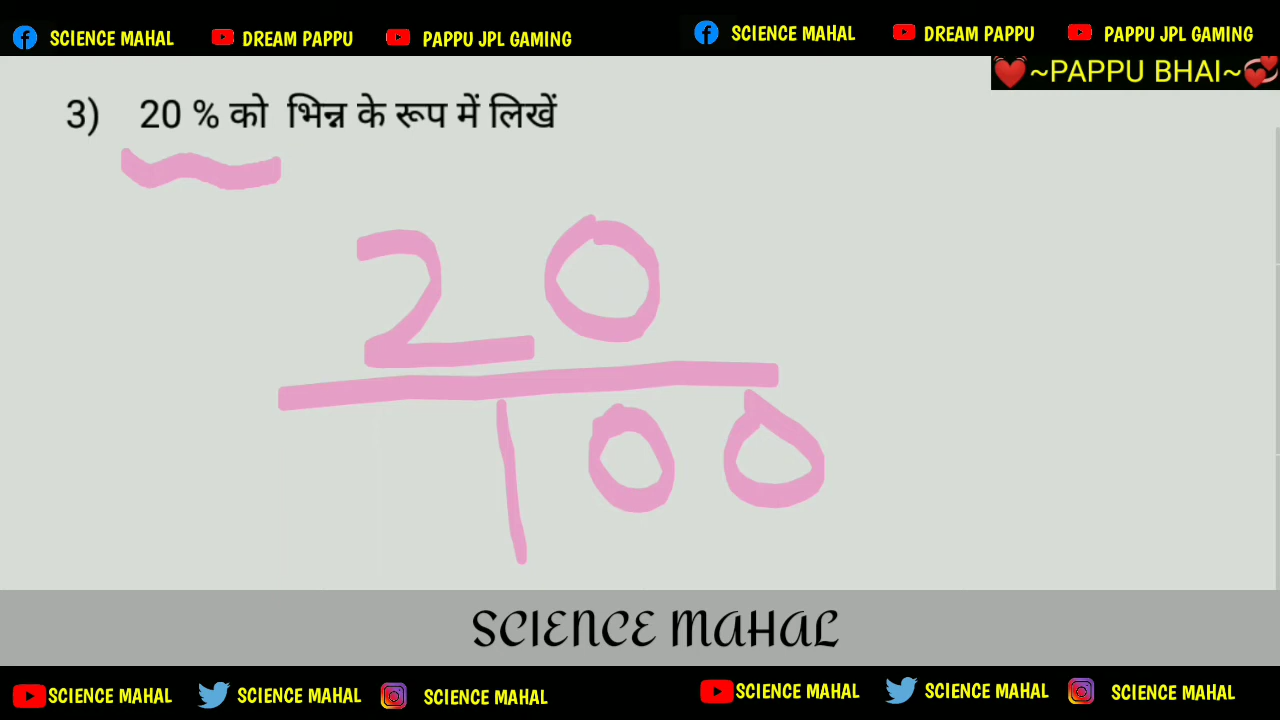 SCIENCE MAHAL DREAM PAPPU PAPPU JPL GAMING SCIENCE MAHAL DREAM PAPPU PAPPU JPL GAMING
~PAPPU BHAI~
3) 20 % को भिन्न के रूप में लिखें
20
100
SCIENCE MAHAL
SCIENCE MAHAL SCIENCE MAHAL SCIENCE MAHAL SCIENCE MAHAL SCIENCE MAHAL SCIENCE MAHAL